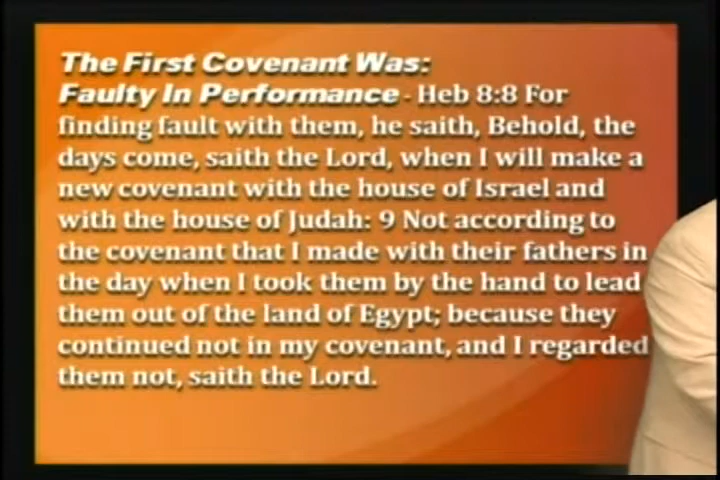 The First Covenant Was:
Faulty In Performance - Heb 8:8 For
finding fault with them, he saith, Behold, the
days come, saith the Lord, when I will make a
new covenant with the house of Israel and
with the house of Judah: 9 Not according to
the covenant that I made with their fathers in
the day when I took them by the hand to lead
them out of the land of Egypt; because they
continued not in my covenant, and I regarded
them not, saith the Lord.